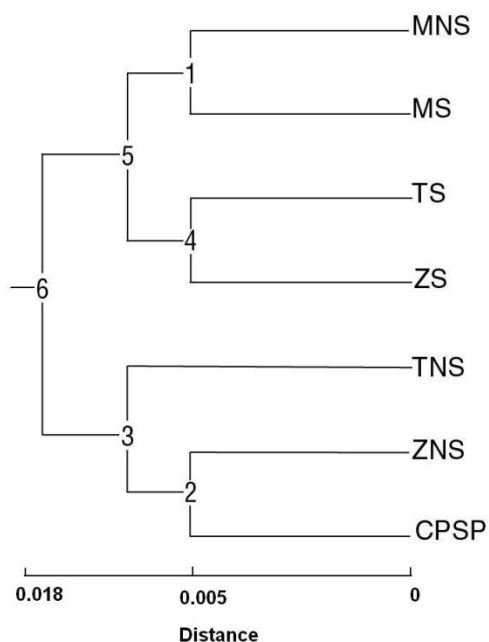 MNS
1
MS
5
TS
4
ZS
6
TNS
3
ZNS
2
CPSP
0.018 0.005 0
Distance